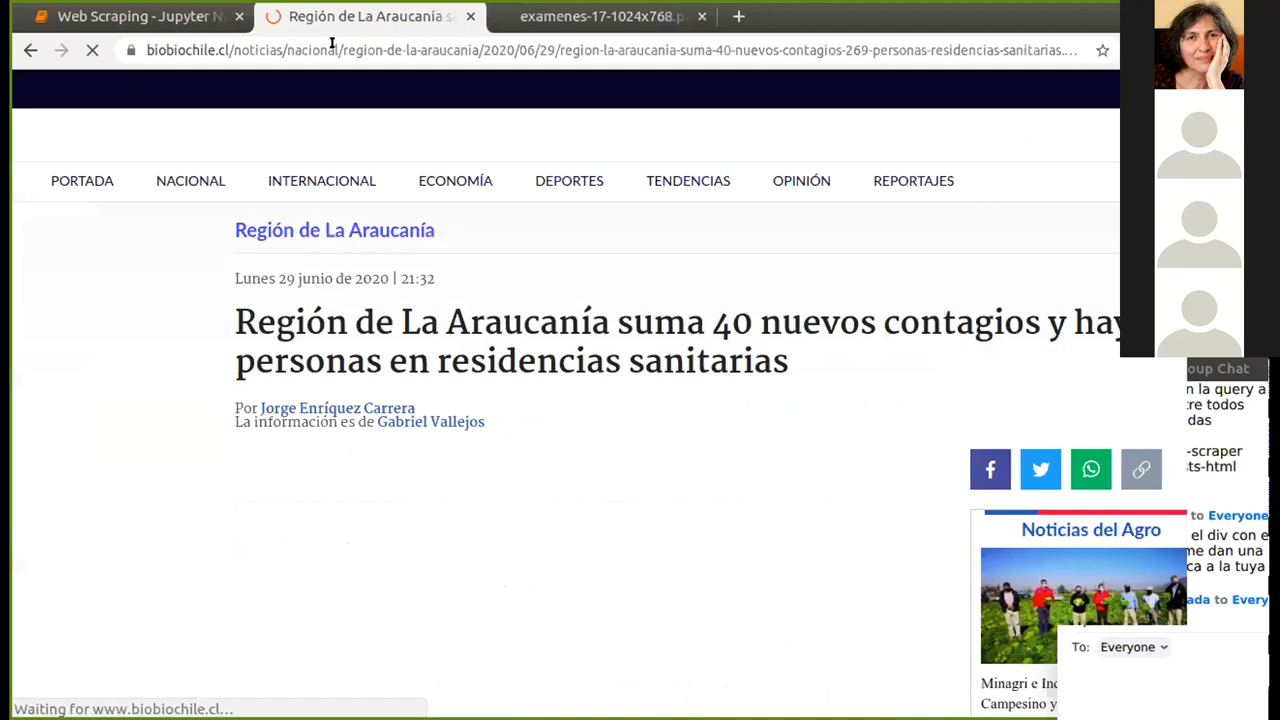 Web Scraping - Jupyter N
Región de La Araucanía s
examenes-17-1024x768.p
biobiochile.cl/noticias/nacional/region-de-la-araucania/2020/06/29/region-la-araucania-suma-40-nuevos-contagios-269-personas-residencias-sanitarias.…
PORTADA NACIONAL INTERNACIONAL ECONOMÍA DEPORTES TENDENCIAS OPINIÓN REPORTAJES
Región de La Araucanía
Lunes 29 junio de 2020 | 21:32
Región de La Araucanía suma 40 nuevos contagios y hay
personas en residencias sanitarias
Por Jorge Enríquez Carrera
La información es de Gabriel Vallejos
Noticias del Agro
Minagri e In
Campesino y
oup Chat
n la query a
tre todos
das
-scraper
ts-html
to Everyone
el div con e
me dan una
ca a la tuya
ada to Every
To: Everyone
Waiting for www.biobiochile.cl...